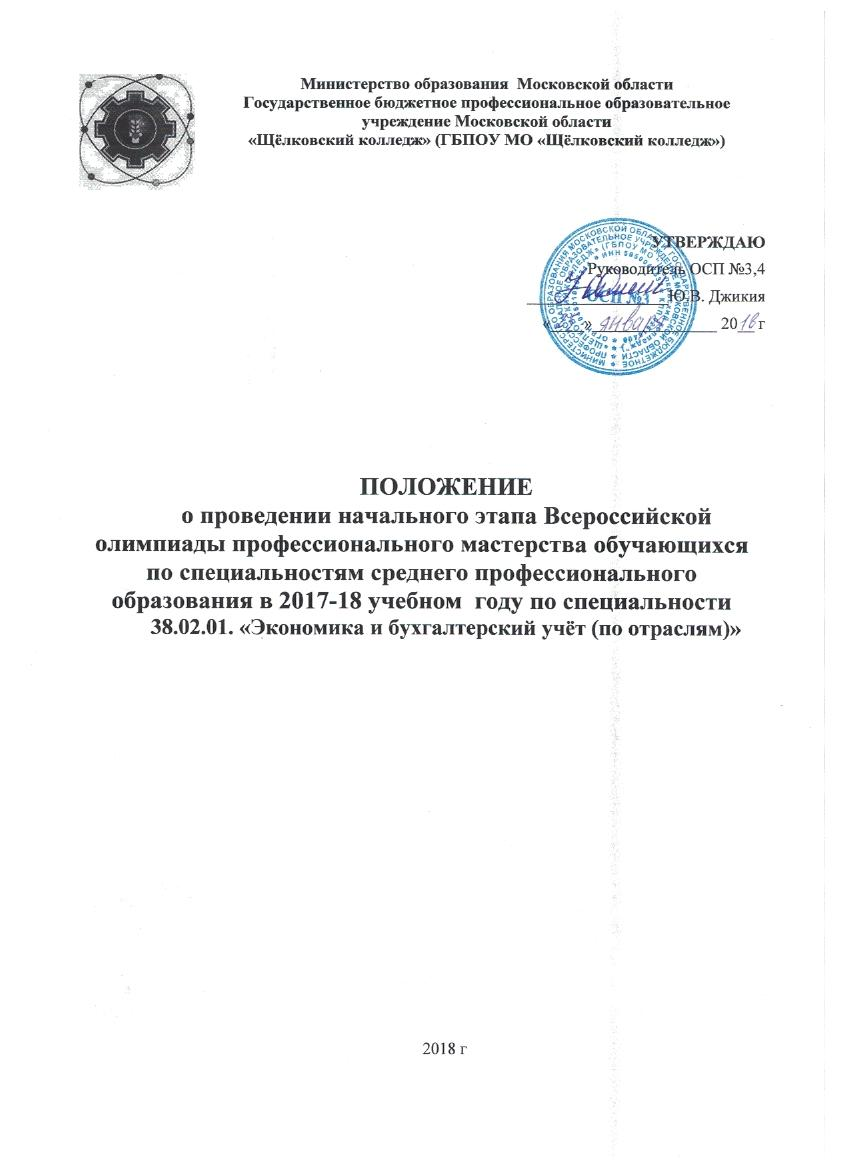 Министерство образования Московской области
Государственное бюджетное профессиональное образовательное
учреждение Московской области
«Щёлковский колледж» (ГБПОУ МО «Щёлковский колледж»)
УТВЕРЖДАЮ
Руководитель ОСП №3,4
Ю.В. Джикия
ОСП №3
« » января 2018 г
ПОЛОЖЕНИЕ
о проведении начального этапа Всероссийской
олимпиады профессионального мастерства обучающихся
по специальностям среднего профессионального
образования в 2017-18 учебном году по специальности
38.02.01. «Экономика и бухгалтерский учёт (по отраслям)»
2018 г